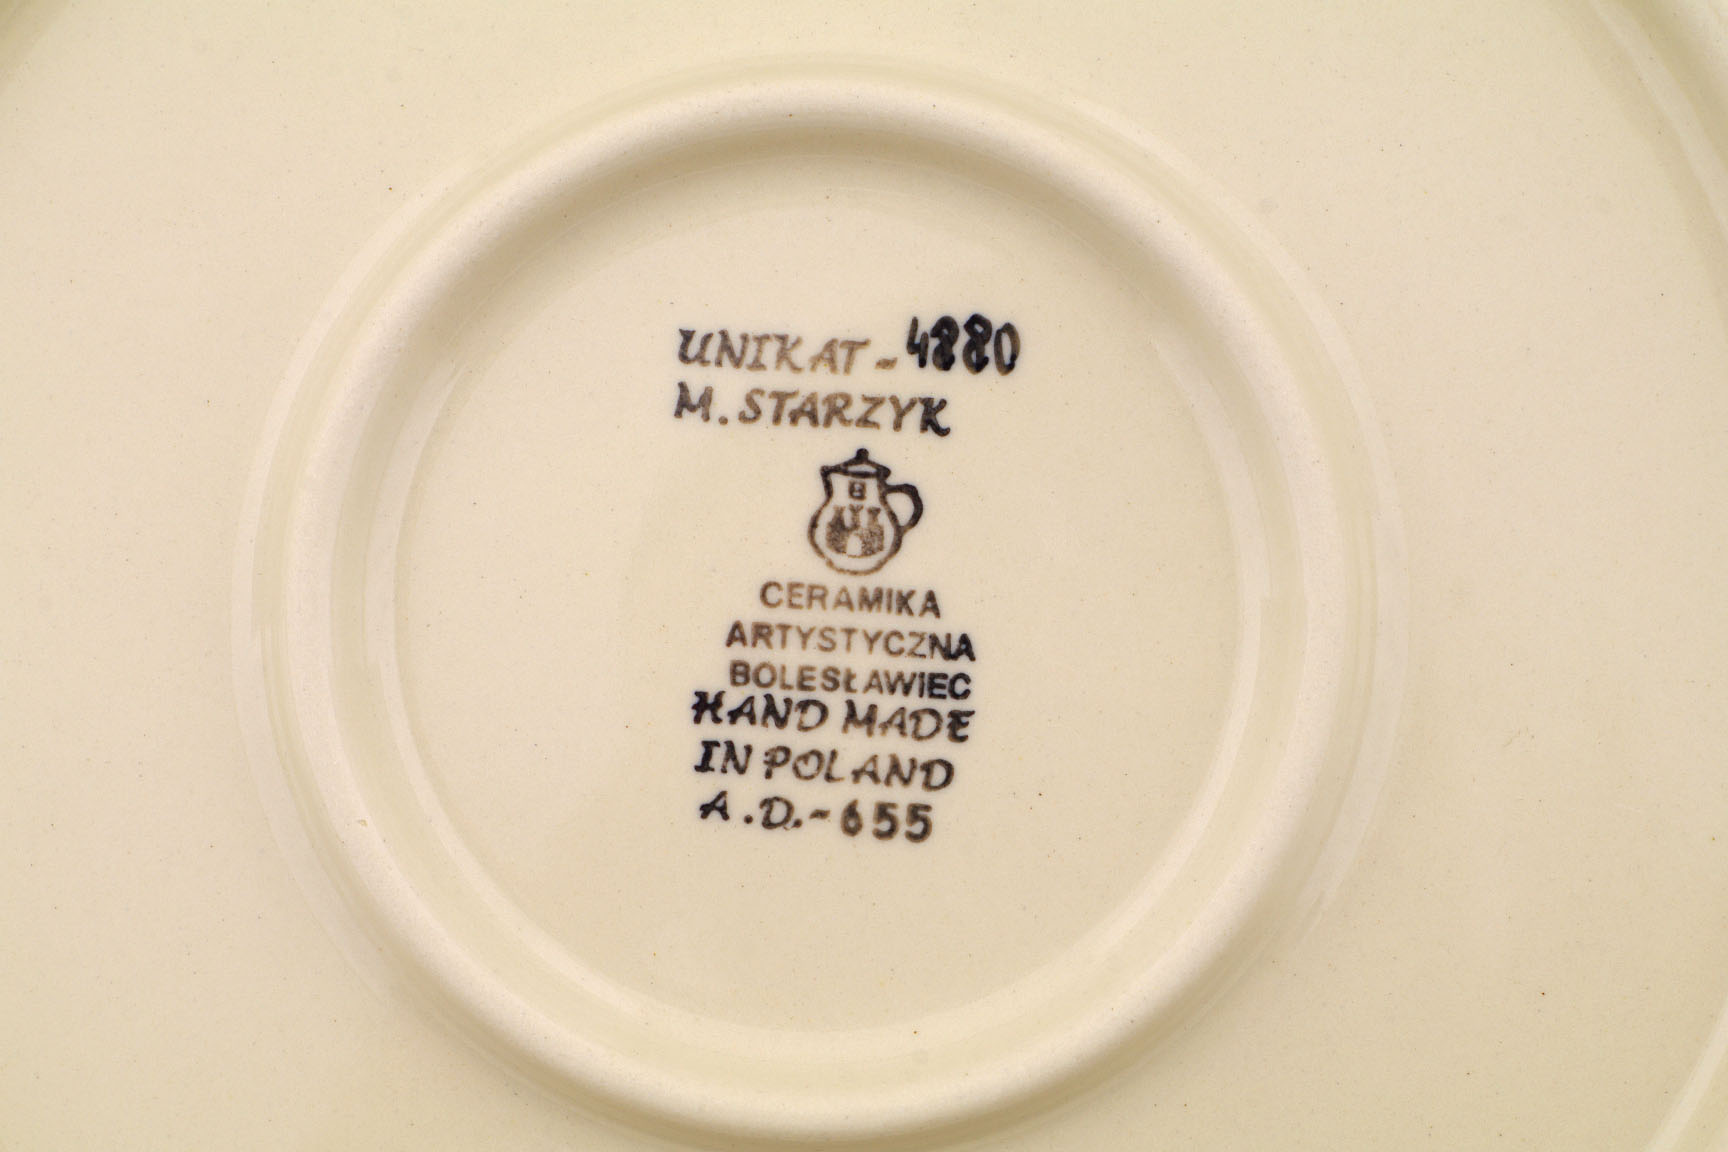 UNIKAT - 4880
M. STARZYK
B
CERAMIKA
ARTYSTYCZNA
BOLESŁAWIEC
HAND MADE
IN POLAND
A.D.-655